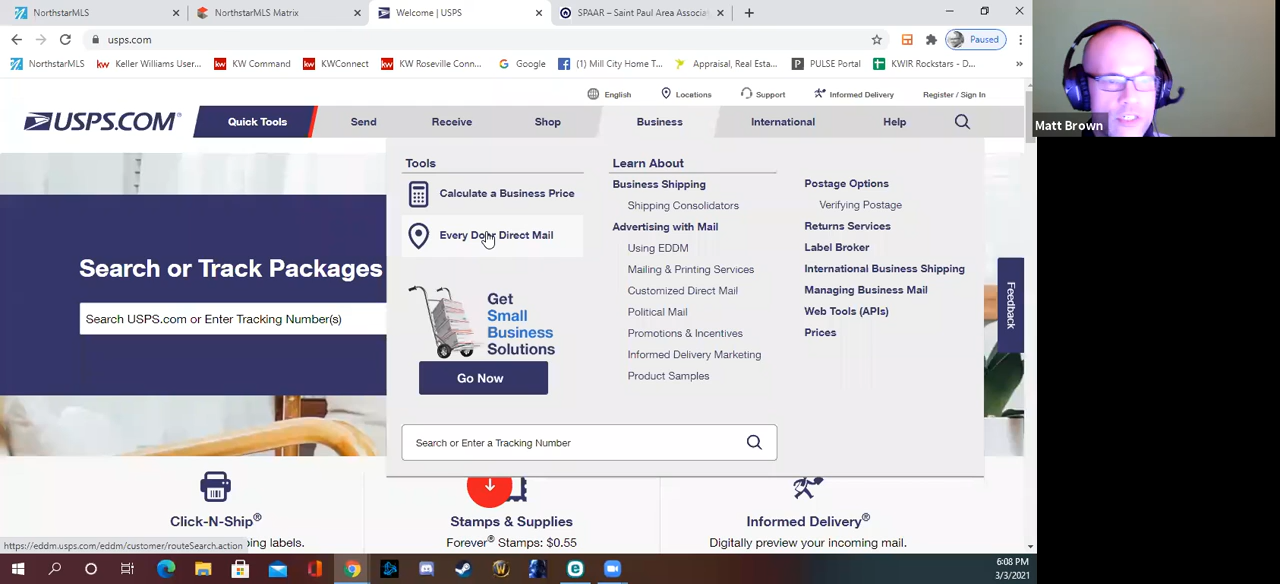 NorthstarMLS
NorthstarMLS Matrix
Welcome | USPS
SPAAR – Saint Paul Area Associat
usps.com
Paused
NorthstarMLS
Keller Williams User...
KW Command
KWConnect
KW Roseville Conn...
Google
(1) Mill City Home T...
Appraisal, Real Esta...
PULSE Portal
KWIR Rockstars - D...
English
Locations
Support
Informed Delivery
Register / Sign In
USPS.COM
Quick Tools
Send
Receive
Shop
Business
International
Help
Tools
Calculate a Business Price
Every Door Direct Mail
Get
Small
Business
Solutions
Go Now
Learn About
Business Shipping
Shipping Consolidators
Advertising with Mail
Using EDDM
Mailing & Printing Services
Customized Direct Mail
Political Mail
Promotions & Incentives
Informed Delivery Marketing
Product Samples
Postage Options
Verifying Postage
Returns Services
Label Broker
International Business Shipping
Managing Business Mail
Web Tools (APIs)
Prices
Search or Enter a Tracking Number
Search or Track Packages
Search USPS.com or Enter Tracking Number(s)
Feedback
Click-N-Ship®
ping labels.
Stamps & Supplies
Forever® Stamps: $0.55
Informed Delivery®
Digitally preview your incoming mail.
https://eddm.usps.com/eddm/customer/routeSearch.action
6:08 PM
3/3/2021
Matt Brown